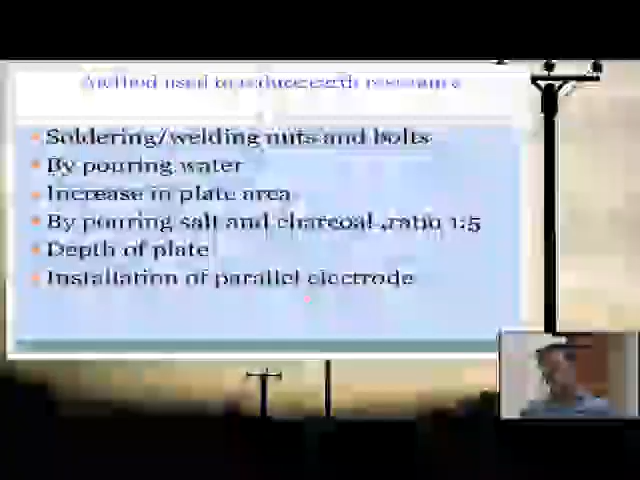 Method used to reduce earth resistance
Soldering/welding nuts and bolts
By pouring water
Increase in plate area
By pouring salt and charcoal ,ratio 1:5
Depth of plate
Installation of parallel electrode